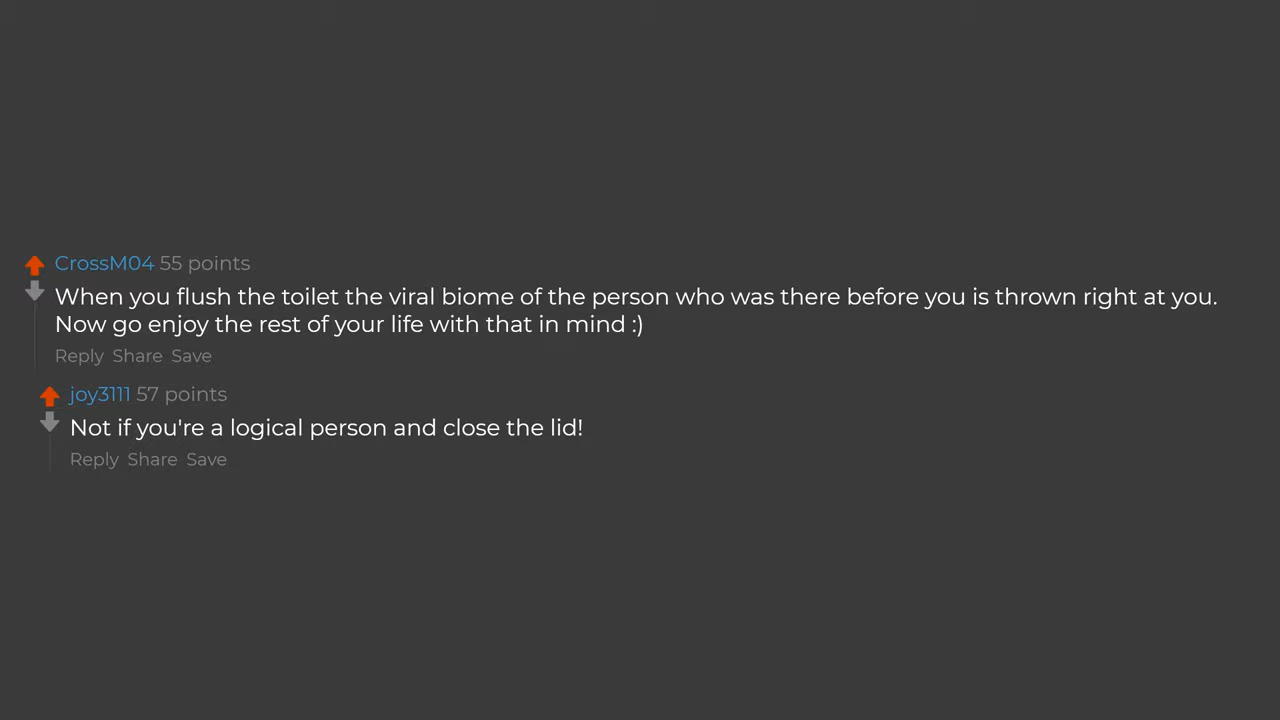 CrossM04 55 points
When you flush the toilet the viral biome of the person who was there before you is thrown right at you.
Now go enjoy the rest of your life with that in mind :)
Reply Share Save
joy3111 57 points
Not if you're a logical person and close the lid!
Reply Share Save